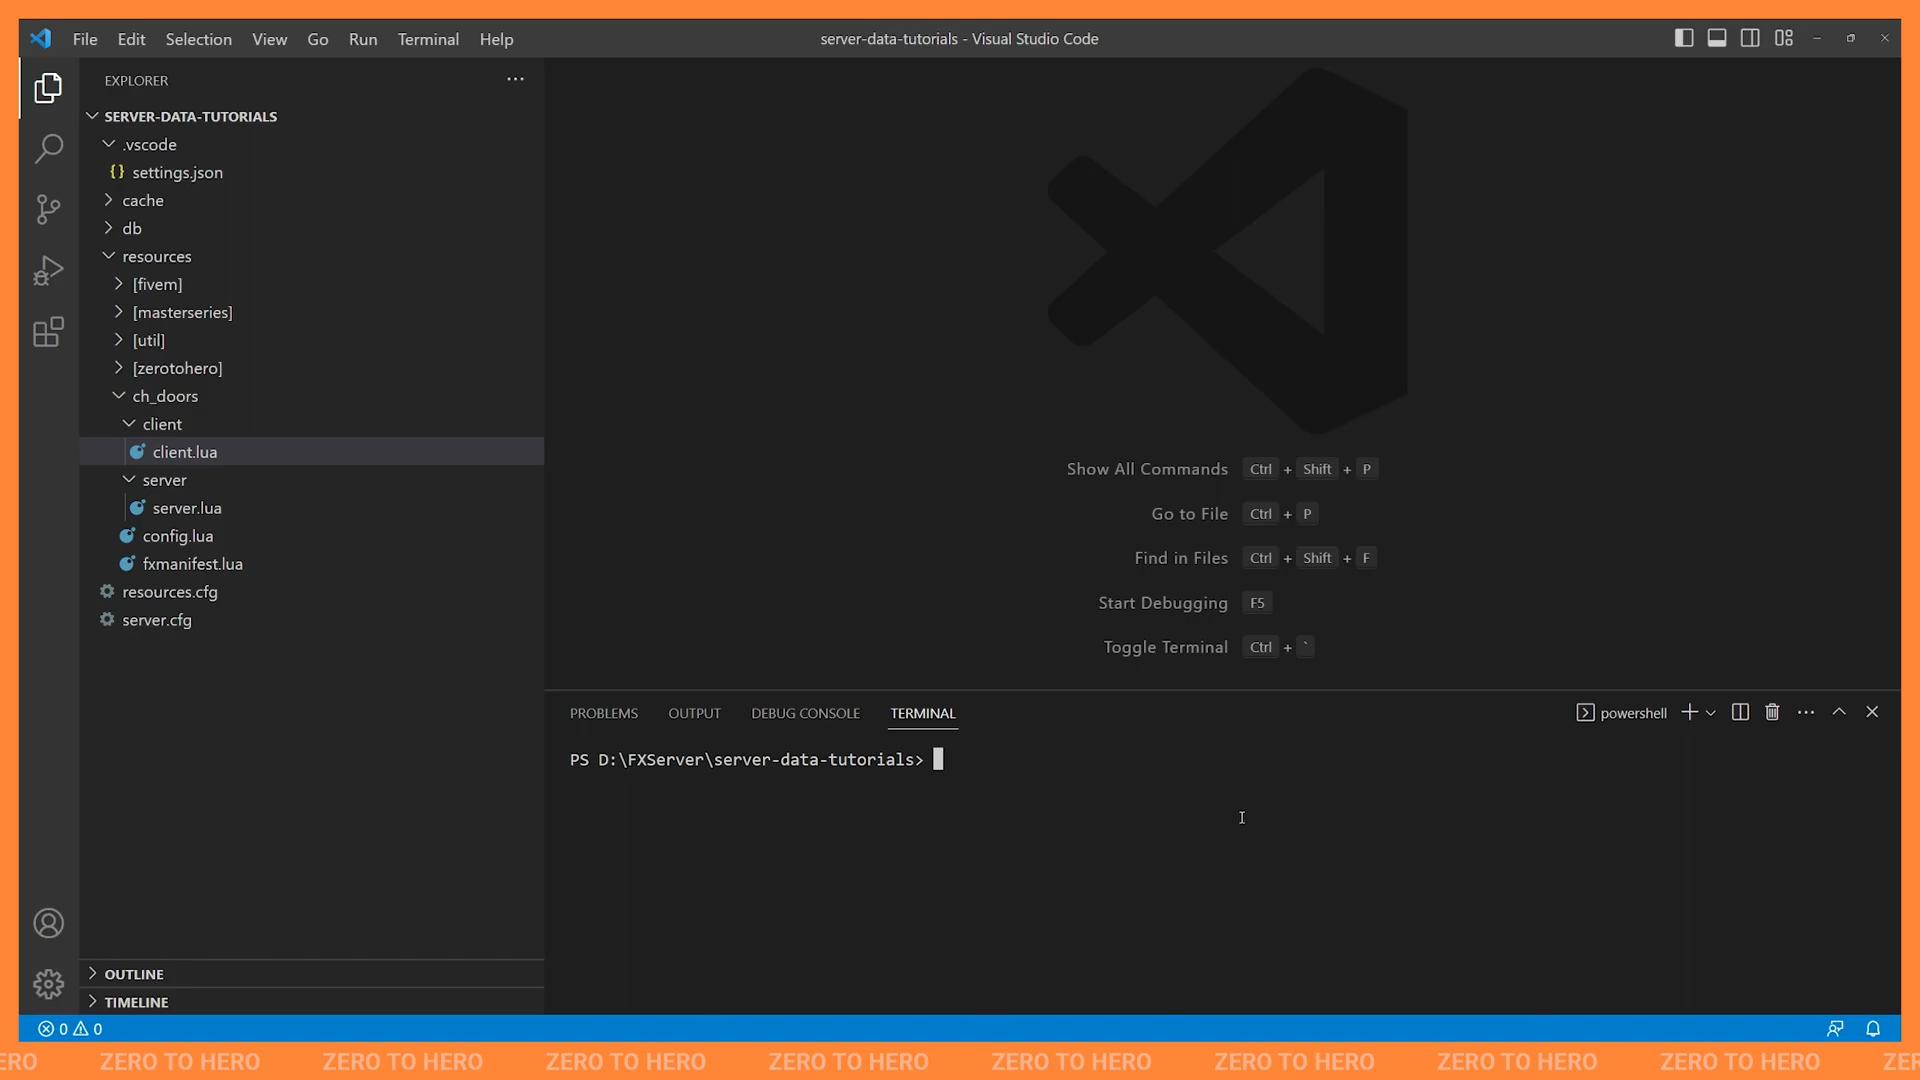 File Edit Selection View Go Run Terminal Help
server-data-tutorials - Visual Studio Code
EXPLORER
SERVER-DATA-TUTORIALS
.vscode
{} settings.json
cache
db
resources
[fivem]
[masterseries]
[util]
[zerotohero]
ch_doors
client
client.lua
server
server.lua
config.lua
fxmanifest.lua
resources.cfg
server.cfg
OUTLINE
TIMELINE
Show All Commands Ctrl + Shift + P
Go to File Ctrl + P
Find in Files Ctrl + Shift + F
Start Debugging F5
Toggle Terminal Ctrl + `
PROBLEMS OUTPUT DEBUG CONSOLE TERMINAL
powershell
PS D:\FXServer\server-data-tutorials>
0 0
ERO ZERO TO HERO ZERO TO HERO ZERO TO HERO ZERO TO HERO ZERO TO HERO ZERO TO HERO ZERO TO HERO ZERO TO HERO ZER